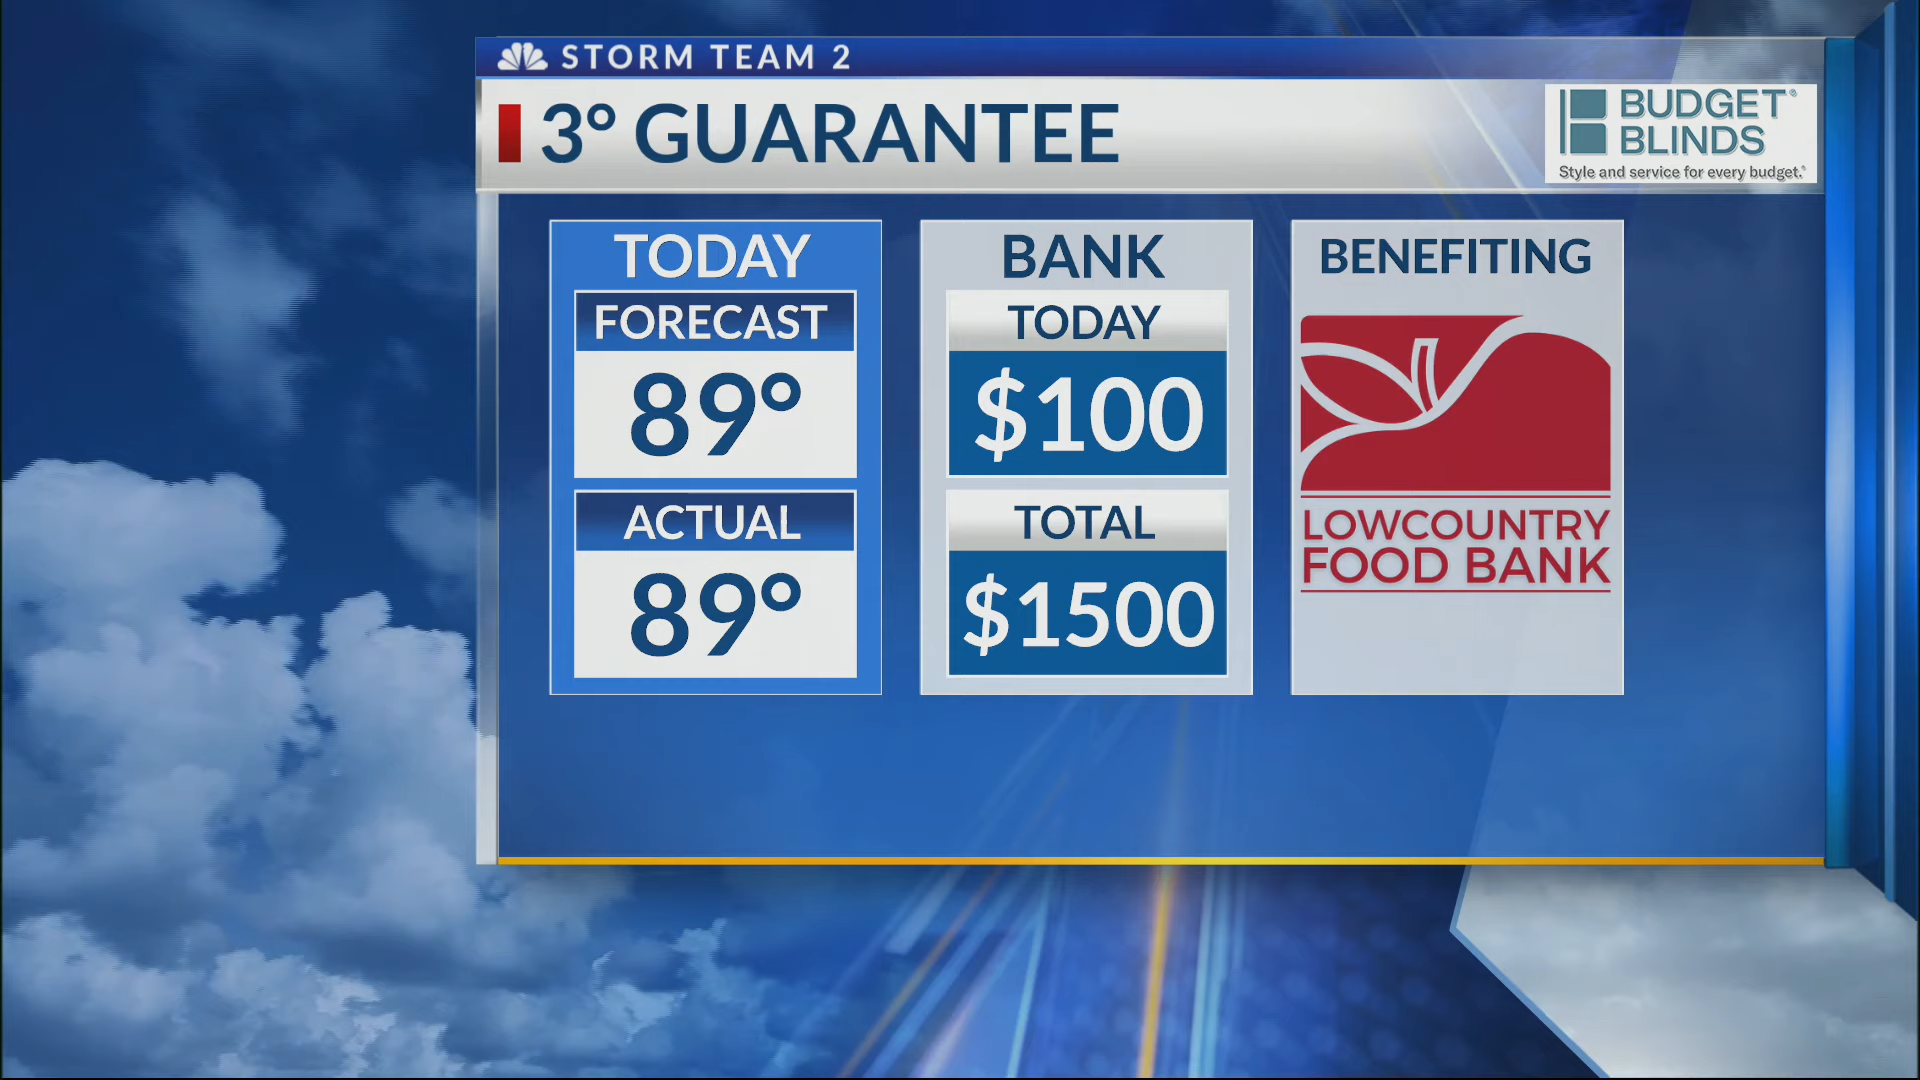 STORM TEAM 2
3° GUARANTEE
BUDGET®
BLINDS
Style and service for every budget.®
TODAY
FORECAST
89°
ACTUAL
89°
BANK
TODAY
$100
TOTAL
$1500
BENEFITING
LOWCOUNTRY
FOOD BANK